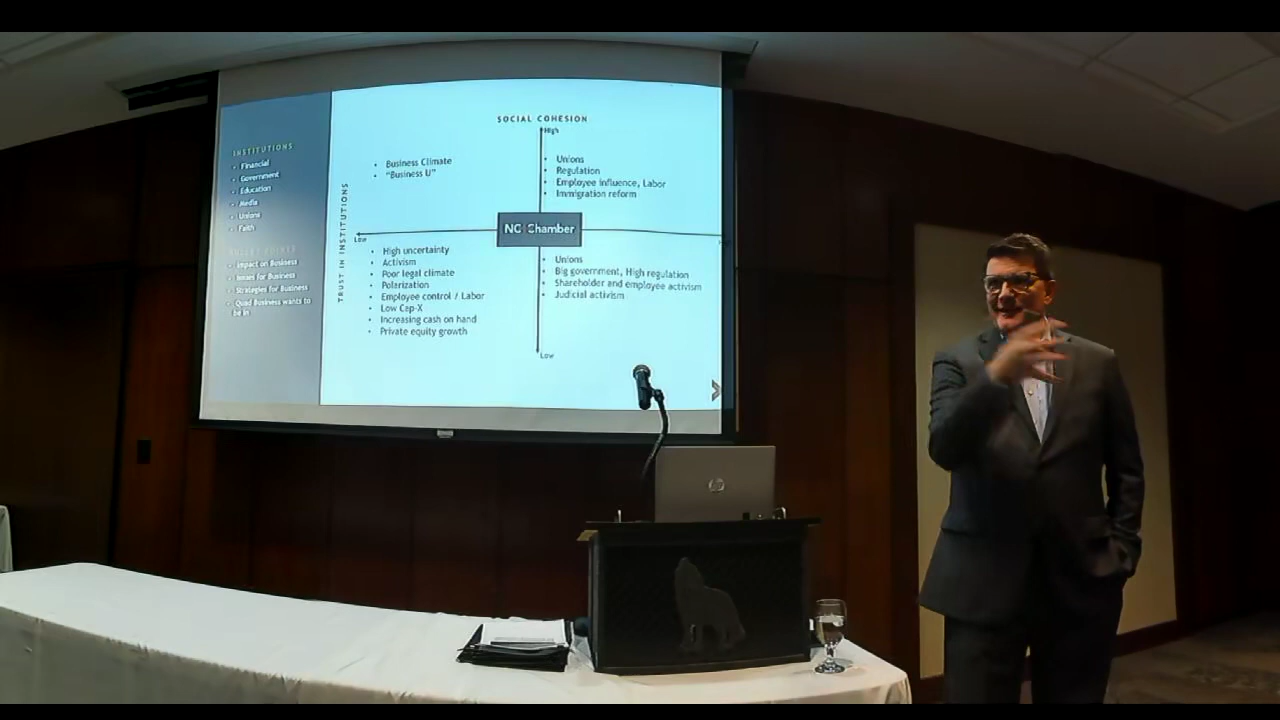 INSTITUTIONS
• Financial
• Government
• Education
• Media
• Unions
• Faith
• Impact on Business
• Issues for Business
• Strategies for Business
• Quad Business wants to
be in
SOCIAL COHESION
High
• Business Climate
• "Business U"
• Unions
• Regulation
• Employee influence, Labor
• Immigration reform
TRUST IN INSTITUTIONS
Low
NC Chamber
• High uncertainty
• Activism
• Poor legal climate
• Polarization
• Employee control / Labor
• Low Cap-X
• Increasing cash on hand
• Private equity growth
• Unions
• Big government, High regulation
• Shareholder and employee activism
• Judicial activism
Low
hp